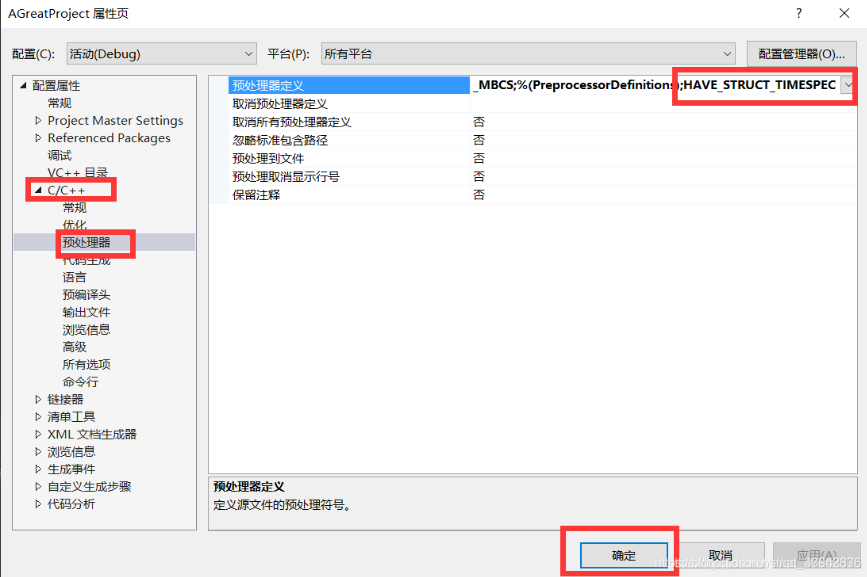 AGreatProject 属性页
配置(C): 活动(Debug) 平台(P): 所有平台 配置管理器(O)...
配置属性
常规
Project Master Settings
Referenced Packages
调试
VC++ 目录
C/C++
常规
优化
预处理器
代码生成
语言
预编译头
输出文件
浏览信息
高级
所有选项
命令行
链接器
清单工具
XML 文档生成器
浏览信息
生成事件
自定义生成步骤
代码分析
预处理器定义 _MBCS;%(PreprocessorDefinitions);HAVE_STRUCT_TIMESPEC
取消预处理器定义
取消所有预处理器定义 否
忽略标准包含路径 否
预处理到文件 否
预处理取消显示行号 否
保留注释 否
预处理器定义
定义源文件的预处理符号。
确定 取消 应用(A)